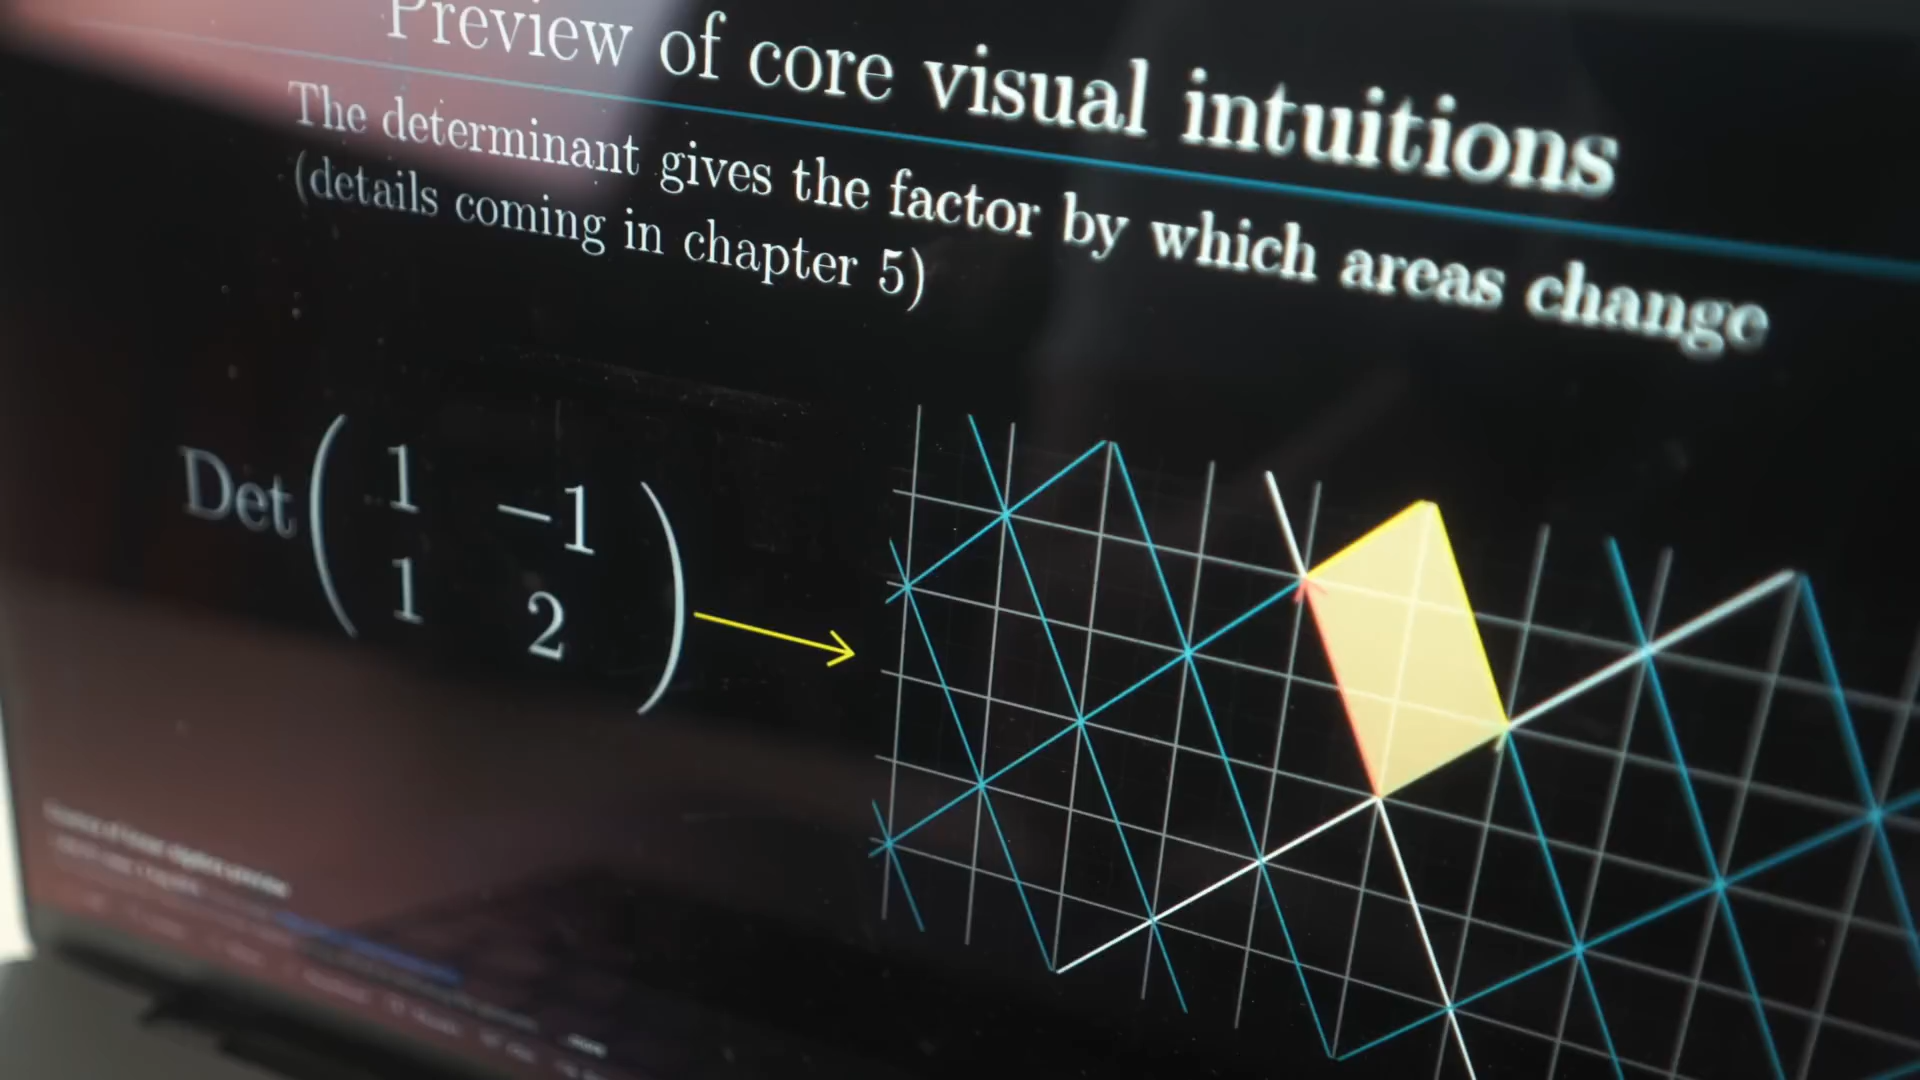 Preview of core visual intuitions
The determinant gives the factor by which areas change
(details coming in chapter 5)
Det ( 1 -1
1 2 )